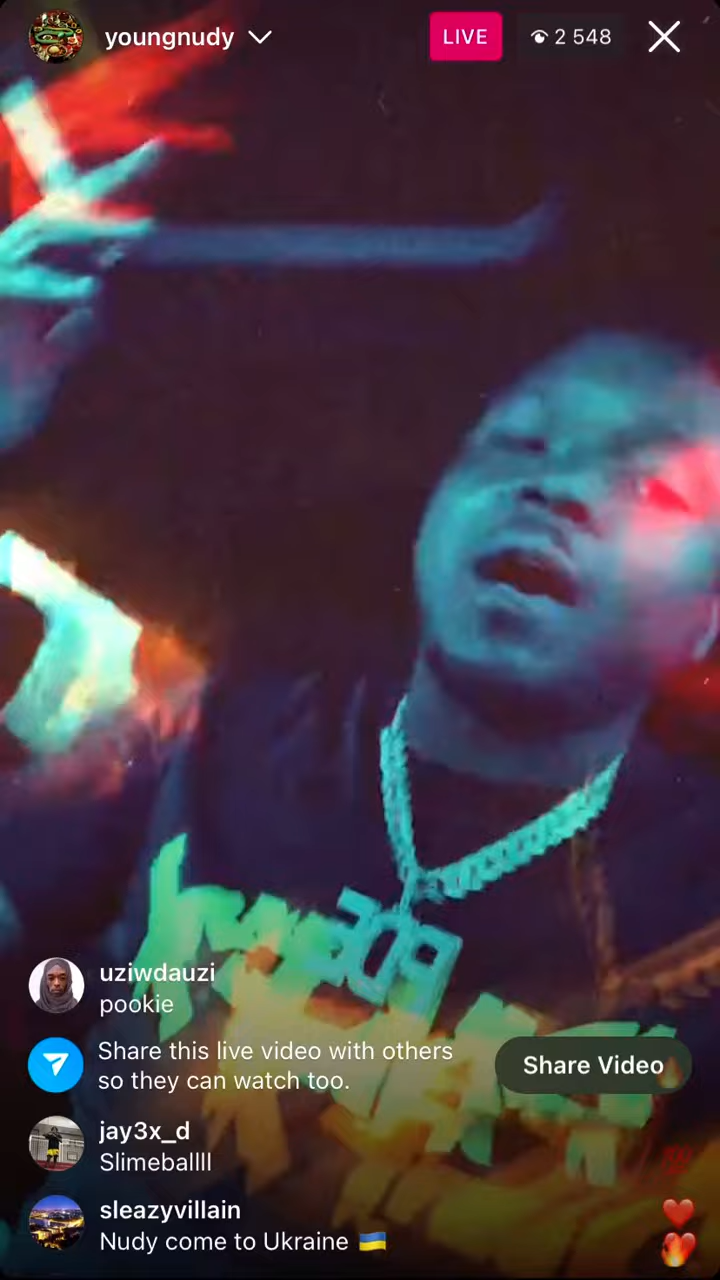 youngnudy
LIVE
2 548
309
uziwdauzi
pookie
Share this live video with others
so they can watch too.
Share Video
jay3x_d
Slimeballll
sleazyvillain
Nudy come to Ukraine 🇺🇦